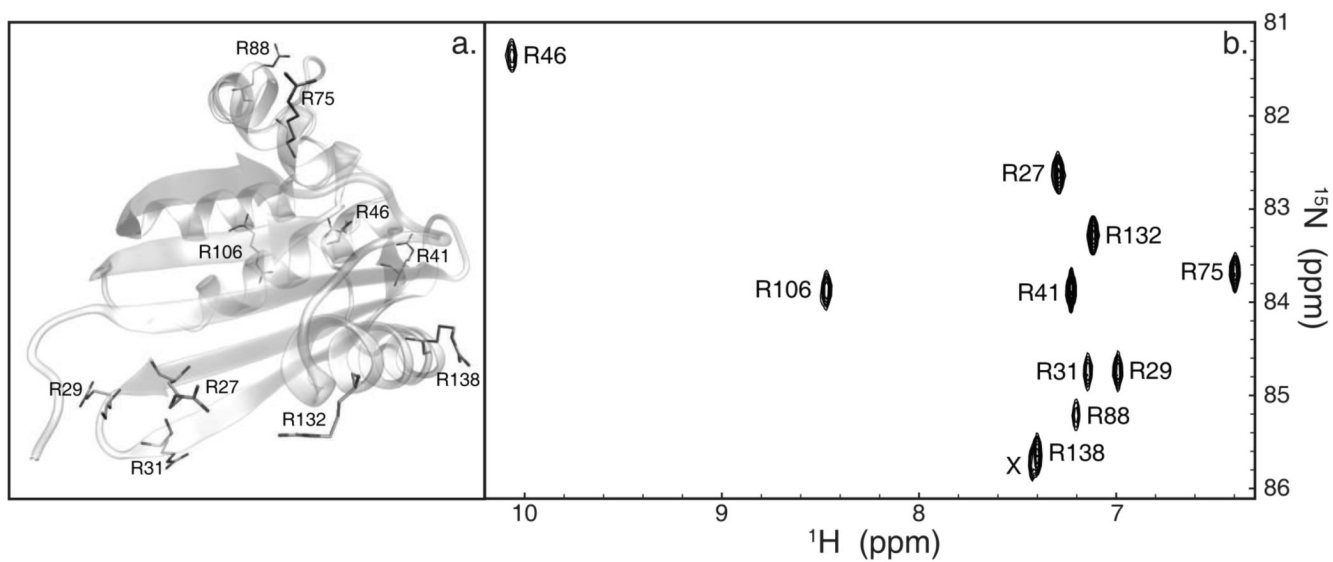 a.
R88
R75
R46
R106
R41
R138
R29
R27
R132
R31
b.
R46
R27
R132
R75
R106
R41
R31
R29
R88
R138
X
81
82
83
84
85
86
¹⁵N (ppm)
10
9
8
7
¹H (ppm)